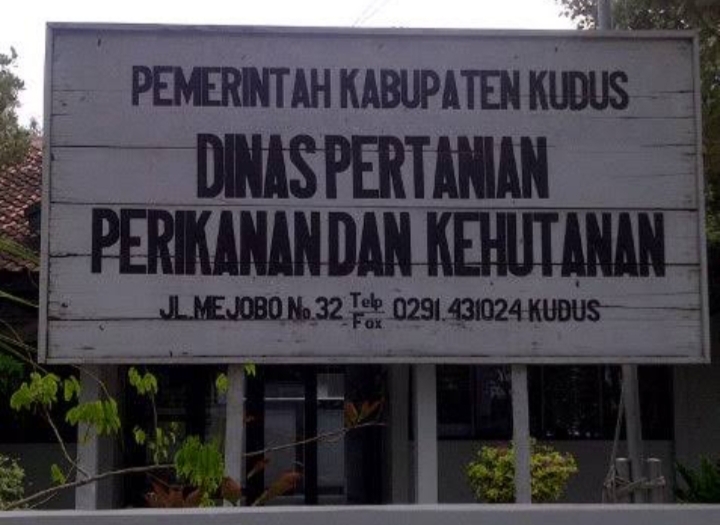 PEMERINTAH KABUPATEN KUDUS
DINAS PERTANIAN
PERIKANAN DAN KEHUTANAN
JL. MEJOBO No. 32 Telp/Fax 0291.431024 KUDUS